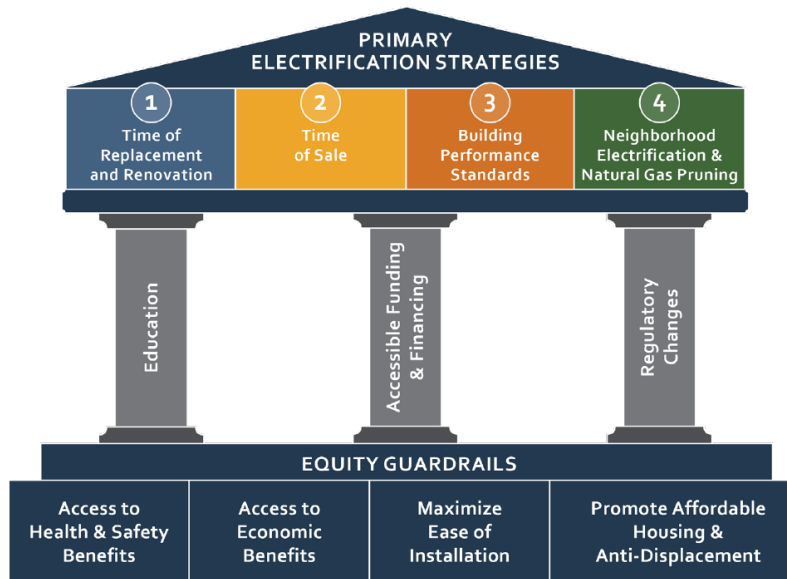 PRIMARY
ELECTRIFICATION STRATEGIES
1
Time of
Replacement
and Renovation
2
Time
of Sale
3
Building
Performance
Standards
4
Neighborhood
Electrification &
Natural Gas Pruning
Education
Accessible Funding
& Financing
Regulatory
Changes
EQUITY GUARDRAILS
Access to
Health & Safety
Benefits
Access to
Economic
Benefits
Maximize
Ease of
Installation
Promote Affordable
Housing &
Anti-Displacement